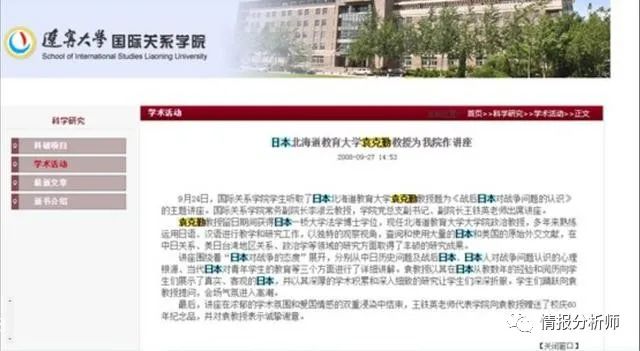 辽宁大学国际关系学院
School of International Studies Liaoning University
科学研究
科研项目
学术活动
最新文章
新书介绍
学术活动
首页>>科学研究>>学术活动>>正文
日本北海道教育大学袁克勤教授为我院作讲座
2008-09-27 14:53
9月24日，国际关系学院学生听取了日本北海道教育大学袁克勤教授题为《战后日本对战争问题的认识》
的主题讲座。国际关系学院常务副院长李淑云教授，学院党总支副书记、副院长王铁英老师出席讲座。
袁克勤教授留日期间获得日本一桥大学法学博士学位，现任北海道教育大学大学院政治教授，多年来熟练
运用日语、汉语进行教学和研究工作，以独特的观察视角，查阅和使用大量的日本和美国的原始外交文献，在
中日关系、美日台湾地区关系、政治学等领域的研究方面取得了丰硕的研究成果。
讲座围绕着“日本对战争的态度”展开，分别从中日历史问题及战后日本、日本人对战争问题认识的心理
根源、当代日本对青年学生的教育等三个方面进行了详细讲解。袁教授以其在日本从教数年的经验和阅历向学
生们展示了真实、客观的日本，并以其深厚的学术积累和深入细致的研究让学生们深深折服。学生们踊跃向袁
教授提问，会场气氛进入高潮。
最后，讲座在浓郁的学术氛围和爱国情感的双重浸染中结束，王铁英老师代表学院向袁教授赠送了校庆60
年纪念品，并对袁教授表示诚挚谢意。
【关闭窗口】
情报分析师